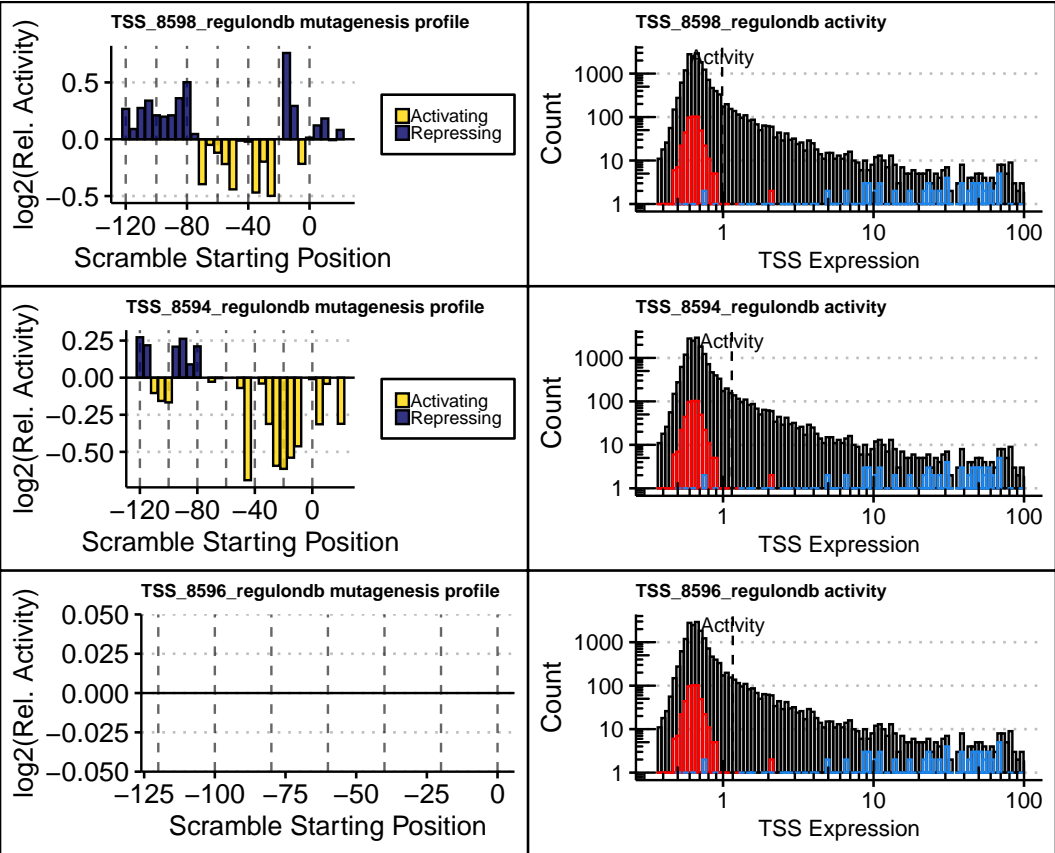 TSS_8598_regulondb mutagenesis profile
log2(Rel. Activity)
0.5
0.0
−0.5
−120 −80 −40 0
Scramble Starting Position
Activating
Repressing
TSS_8598_regulondb activity
Activity
Count
1000
100
10
1
1 10 100
TSS Expression
TSS_8594_regulondb mutagenesis profile
log2(Rel. Activity)
0.25
0.00
−0.25
−0.50
−120 −80 −40 0
Scramble Starting Position
Activating
Repressing
TSS_8594_regulondb activity
Activity
Count
1000
100
10
1
1 10 100
TSS Expression
TSS_8596_regulondb mutagenesis profile
log2(Rel. Activity)
0.050
0.025
0.000
−0.025
−0.050
−125 −100 −75 −50 −25 0
Scramble Starting Position
TSS_8596_regulondb activity
Activity
Count
1000
100
10
1
1 10 100
TSS Expression